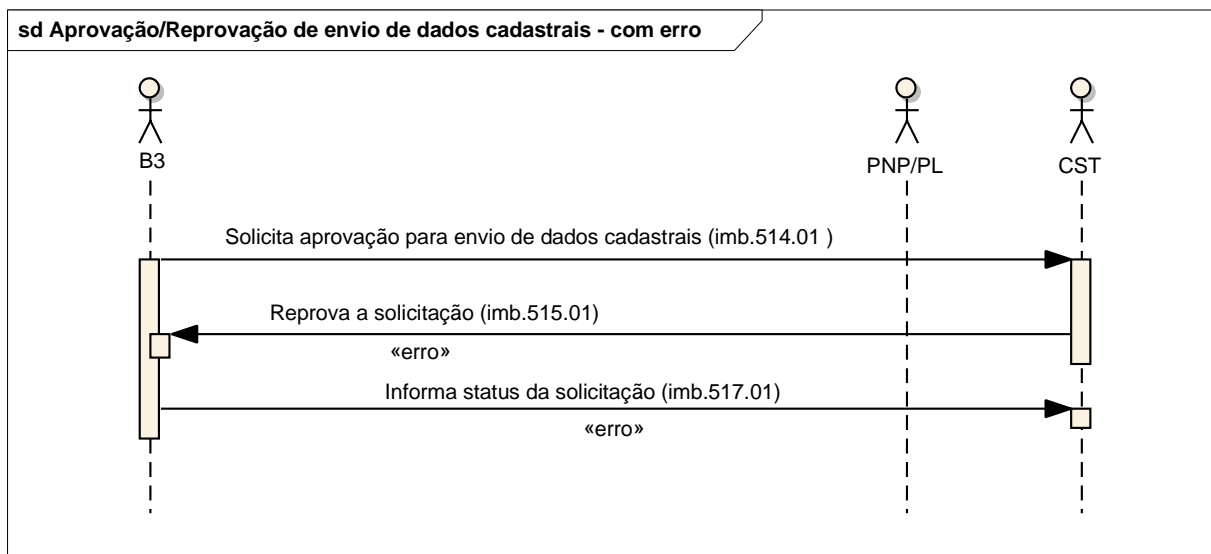 sd Aprovação/Reprovação de envio de dados cadastrais - com erro
B3
PNP/PL
CST
Solicita aprovação para envio de dados cadastrais (imb.514.01 )
Reprova a solicitação (imb.515.01)
«erro»
Informa status da solicitação (imb.517.01)
«erro»